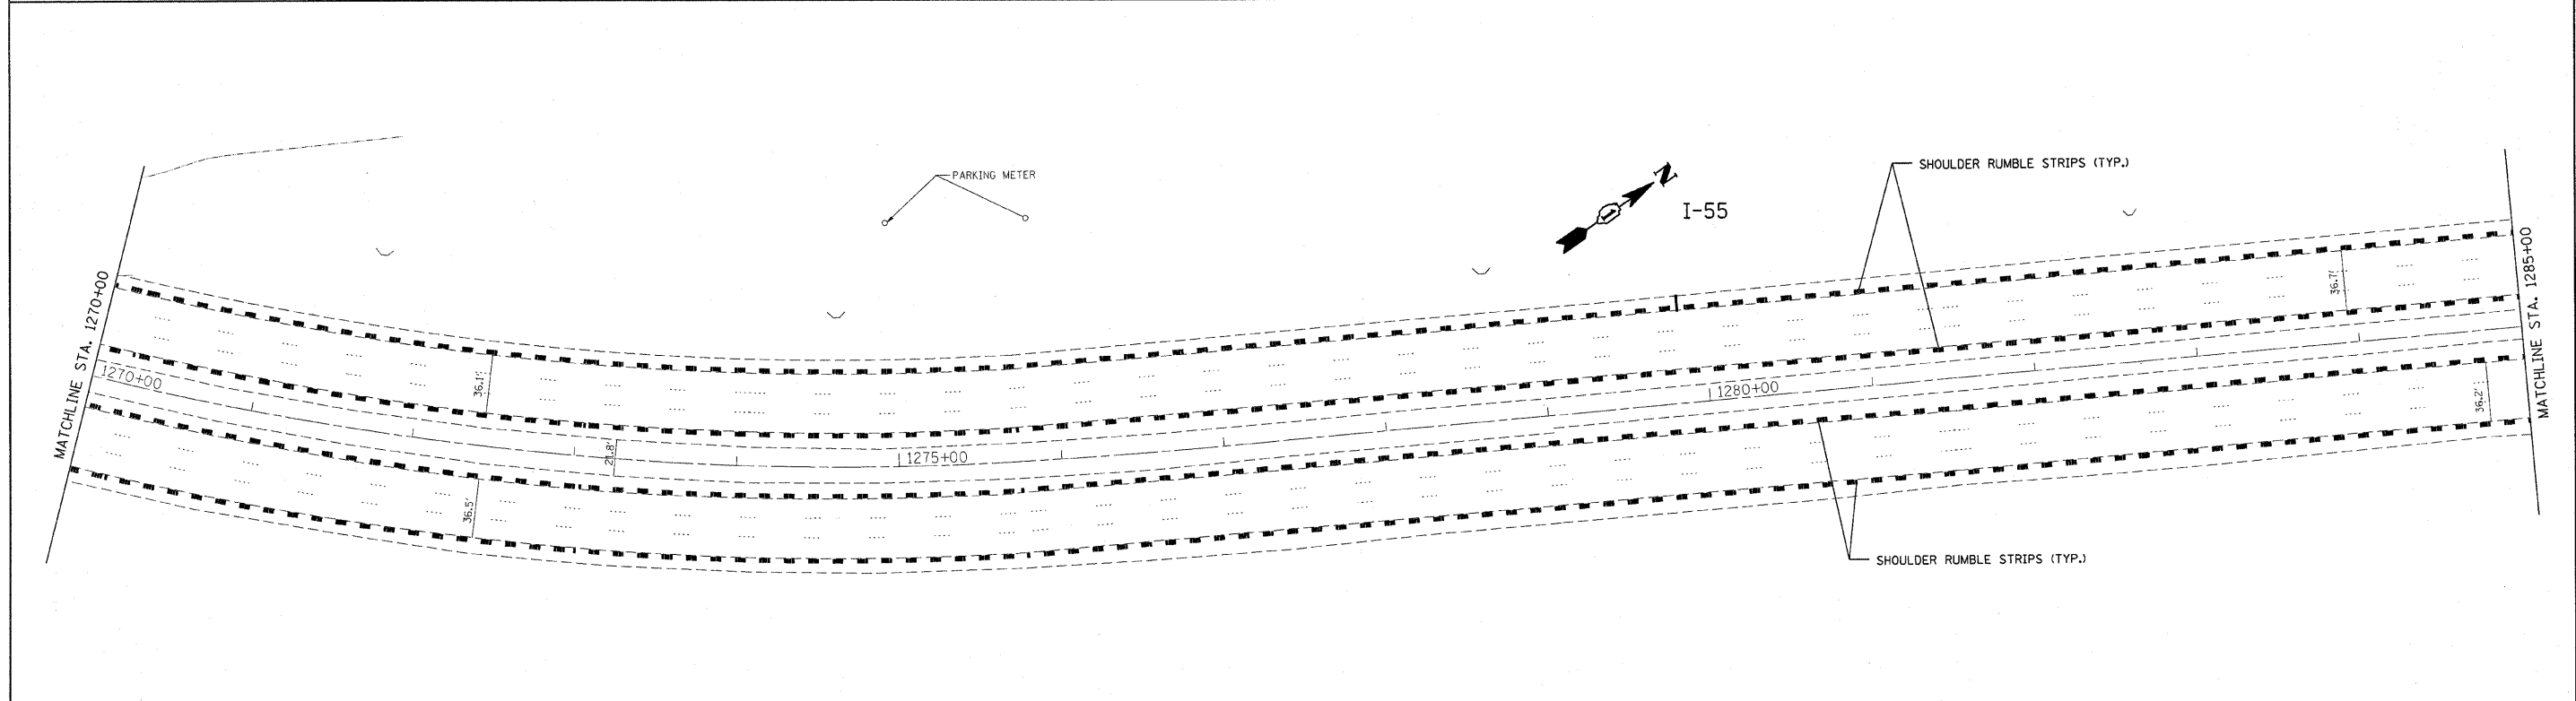 SHOULDER RUMBLE STRIPS (TYP.)
PARKING METER
N
1
I-55
MATCHLINE STA. 1270+00
MATCHLINE STA. 1285+00
36.7'
36.1'
1270+00
1280+00
36.2'
21.8'
1275+00
36.5'
SHOULDER RUMBLE STRIPS (TYP.)